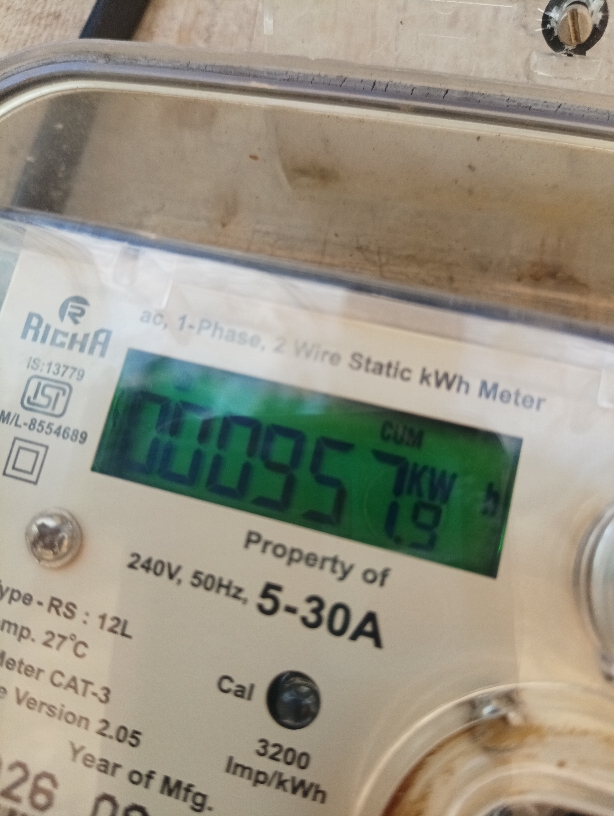 RICHA
ac, 1-Phase, 2 Wire Static kWh Meter
IS:13779
ISI
M/L-8554689
CUM
000957.9
KW h
Property of
240V, 50Hz, 5-30A
Type-RS : 12L
mp. 27°C
Meter CAT-3
Version 2.05
Cal
3200
Imp/kWh
Year of Mfg.